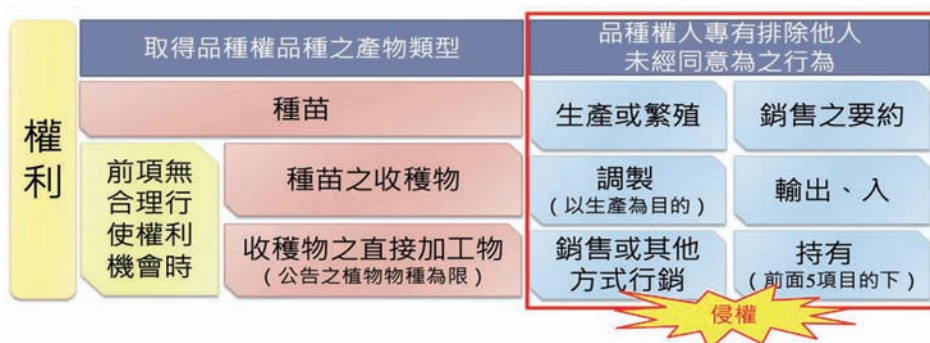 權利
取得品種權品種之產物類型
種苗
前項無
合理行
使權利
機會時
種苗之收穫物
收穫物之直接加工物
（公告之植物物種為限）
品種權人專有排除他人
未經同意為之行為
生產或繁殖
銷售之要約
調製
（以生產為目的）
輸出、入
銷售或其他
方式行銷
持有
（前面5項目的下）
侵權